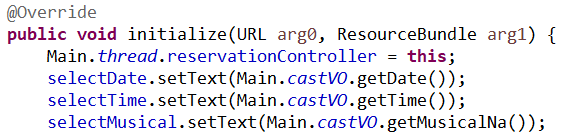 @Override
public void initialize(URL arg0, ResourceBundle arg1) {
    Main.thread.reservationController = this;
    selectDate.setText(Main.castVO.getDate());
    selectTime.setText(Main.castVO.getTime());
    selectMusical.setText(Main.castVO.getMusicalNa());